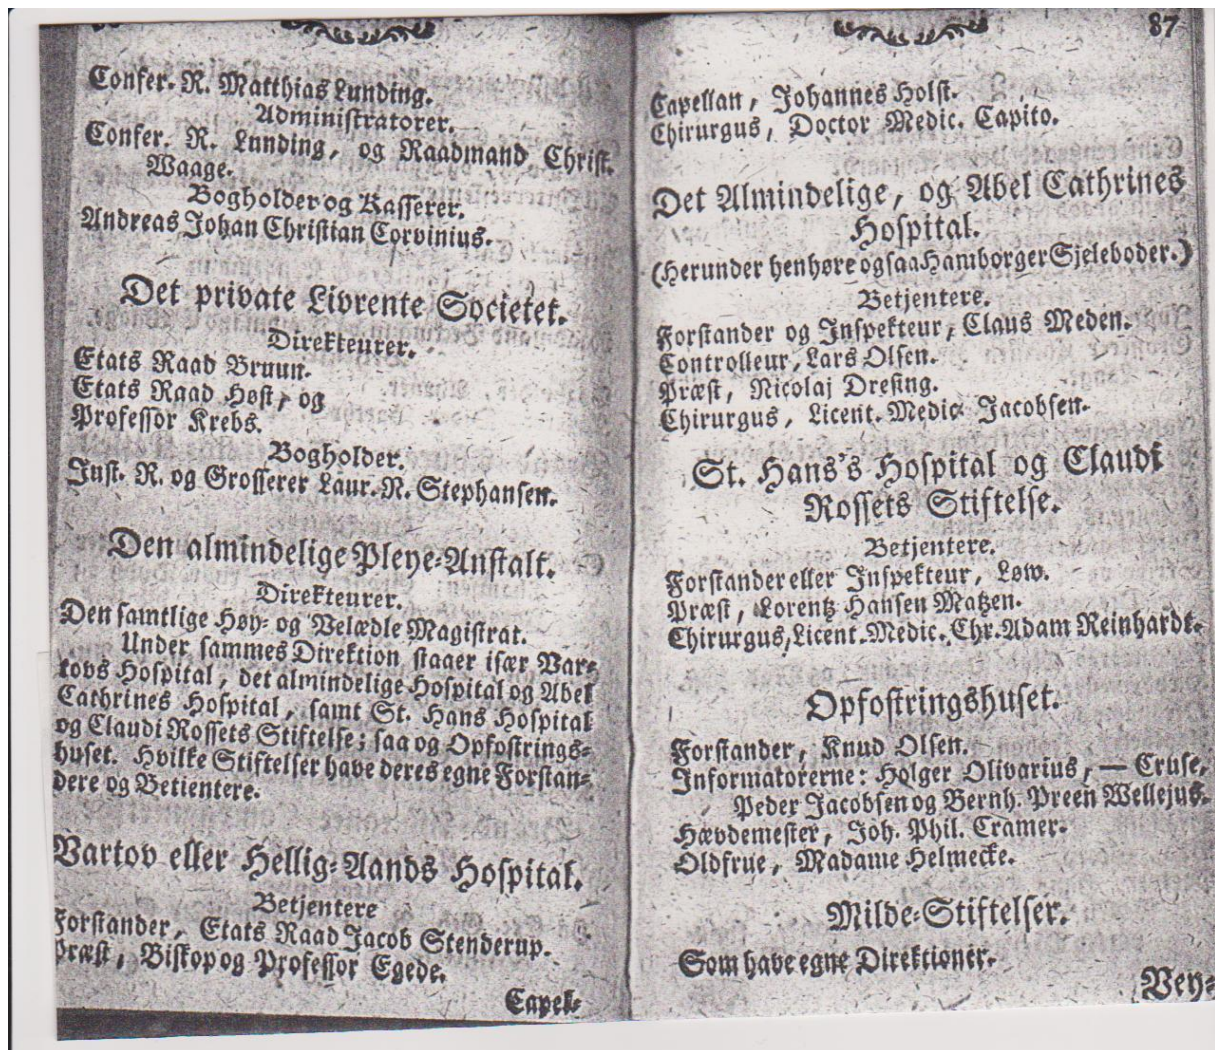 Confer. R. Matthias Lunding.
Administratorer.
Confer. R. Lunding, og Raadmand Christ.
Waage.
Bogholder og Kasserer.
Andreas Johan Christian Corvinius.
Det private Livrente Societet.
Direkteurer.
Etats Raad Bruun.
Etats Raad Høst, og
Professor Krebs.
Bogholder.
Just. R. og Grosserer Laur. N. Stephansen.
Den almindelige Pleye-Anstalt.
Direkteurer.
Den samtlige Høy- og Velædle Magistrat.
Under sammes Direktion staaer især Var-
tovs Hospital, det almindelige Hospital og Abel
Cathrines Hospital, samt St. Hans Hospital
og Claudi Rossets Stiftelse; saa og Opfostrings-
huset. Hvilke Stiftelser have deres egne Forstan-
dere og Betientere.
Vartov eller Hellig-Aands Hospital.
Betjentere
Forstander, Etats Raad Jacob Stenderup.
Præst, Biskop og Professor Egede.
Capel-
87
Capellan, Johannes Holst.
Chirurgus, Doctor Medic. Capito.
Det Almindelige, og Abel Cathrines
Hospital.
(Herunder henhøre ogsaa Hamborger Sjeleboder.)
Betjentere.
Forstander og Inspekteur, Claus Meden.
Controlleur, Lars Olsen.
Præst, Nicolaj Dresing.
Chirurgus, Licent. Medic. Jacobsen.
St. Hans's Hospital og Claudi
Rossets Stiftelse.
Betjentere.
Forstander eller Inspekteur, Løw.
Præst, Lorentz Hansen Matzen.
Chirurgus, Licent. Medic. Chr. Adam Reinhardt.
Opfostringshuset.
Forstander, Knud Olsen.
Informatorerne: Holger Olivarius, — Cruse,
Peder Jacobsen og Bernh. Preen Wellejus.
Hævdemester, Joh. Phil. Cramer.
Oldfrue, Madame Helmecke.
Milde-Stiftelser.
Som have egne Direktioner.
Vey-